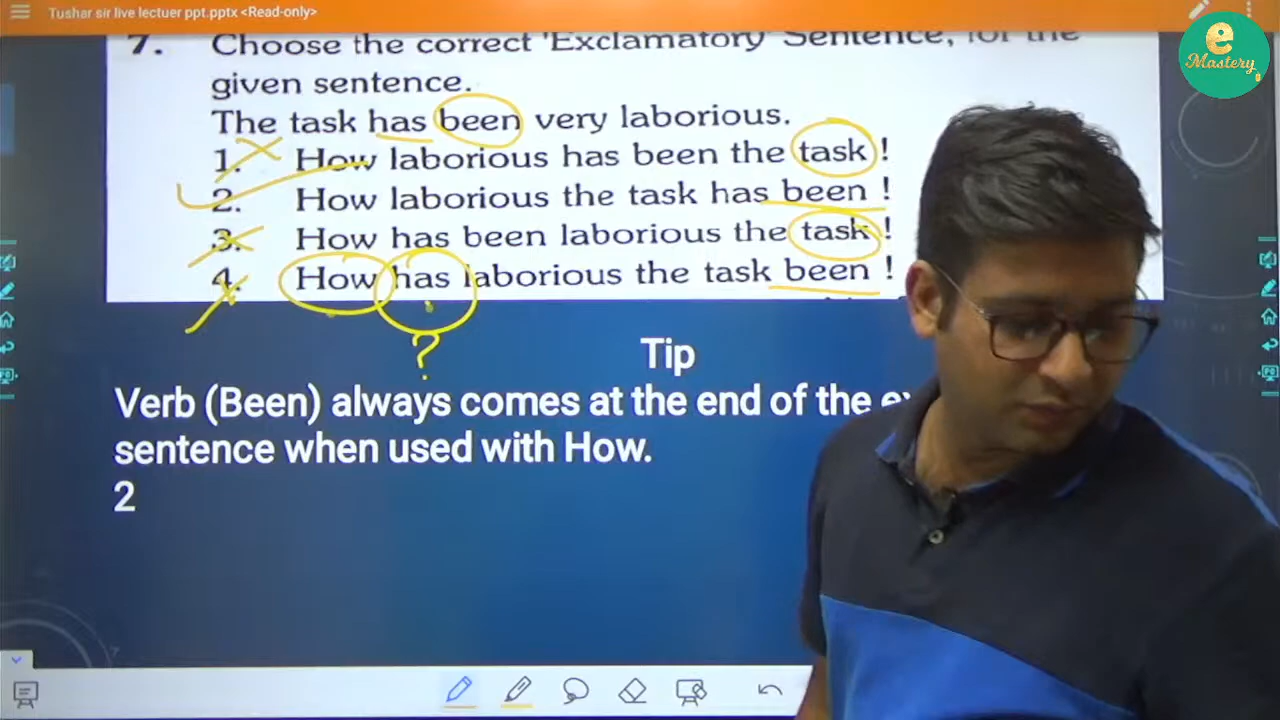 Tushar sir live lectuer ppt.pptx <Read-only>
e
Mastery
7. Choose the correct 'Exclamatory Sentence, for the
given sentence.
The task has been very laborious.
1. How laborious has been the task !
2. How laborious the task has been !
3. How has been laborious the task !
4. How has laborious the task been !
?
Tip
Verb (Been) always comes at the end of the
sentence when used with How.
2